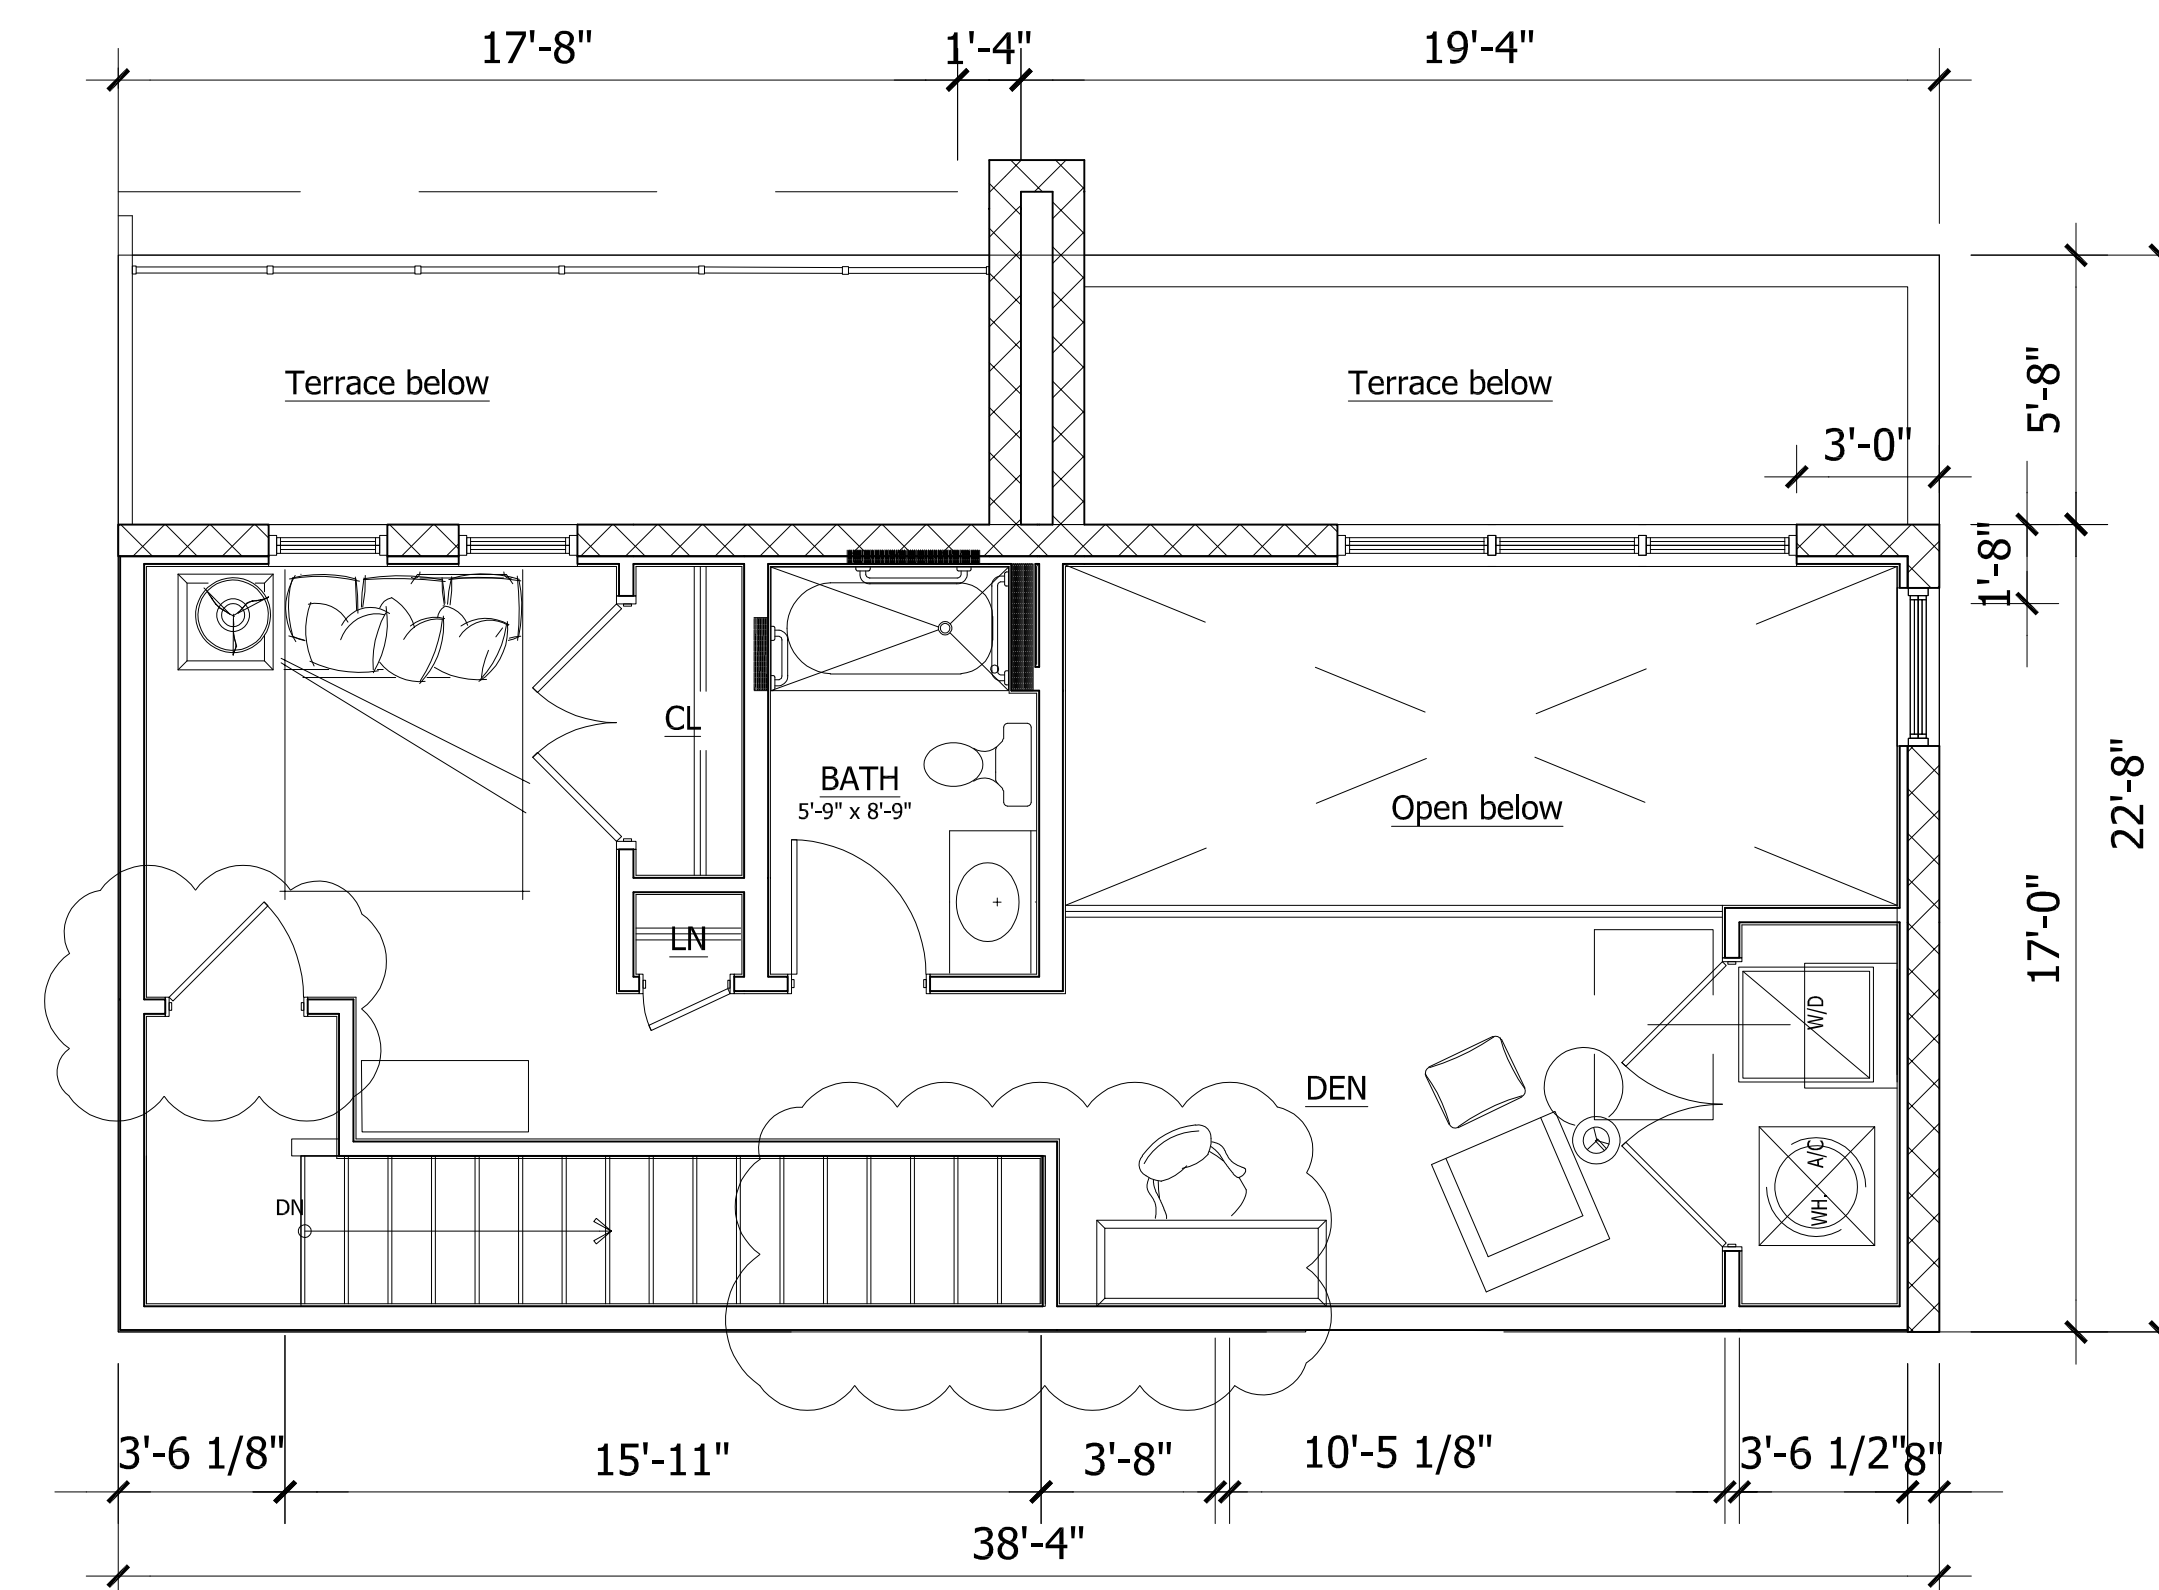 17'-8"
1'-4"
19'-4"
Terrace below
Terrace below
3'-0"
5'-8"
1'-8"
CL
BATH
5'-9" x 8'-9"
Open below
22'-8"
17'-0"
LN
W/D
DEN
A/C
WH.
DN
3'-6 1/8"
15'-11"
3'-8"
10'-5 1/8"
3'-6 1/2"
8"
38'-4"